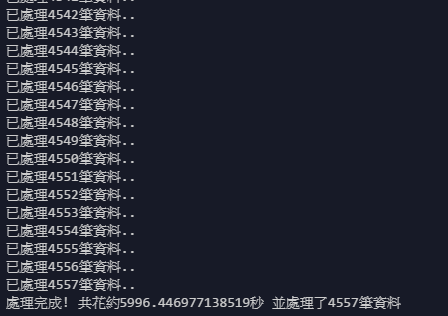 已處理4542筆資料..
已處理4543筆資料..
已處理4544筆資料..
已處理4545筆資料..
已處理4546筆資料..
已處理4547筆資料..
已處理4548筆資料..
已處理4549筆資料..
已處理4550筆資料..
已處理4551筆資料..
已處理4552筆資料..
已處理4553筆資料..
已處理4554筆資料..
已處理4555筆資料..
已處理4556筆資料..
已處理4557筆資料..
處理完成! 共花約5996.446977138519秒 並處理了4557筆資料